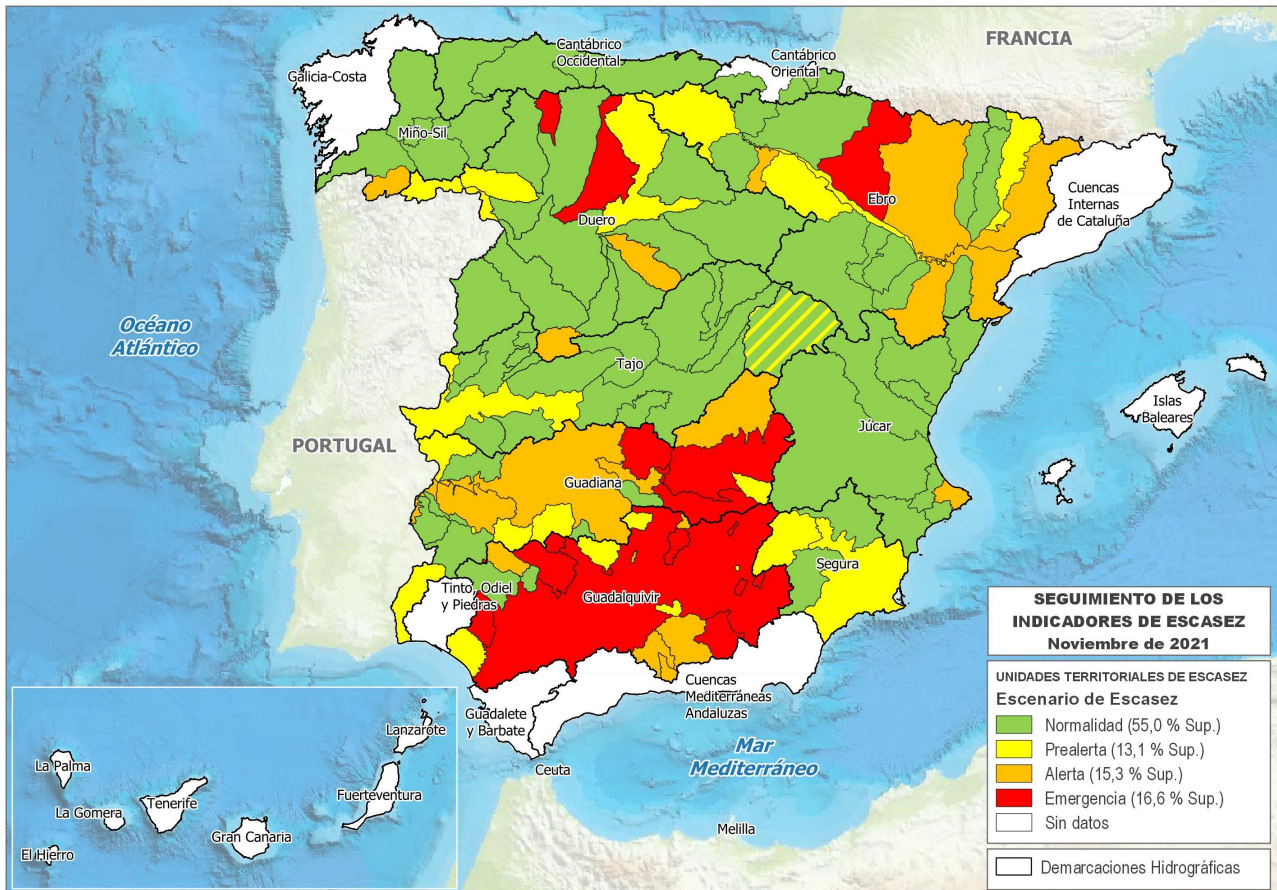 FRANCIA
Cantábrico
Occidental
Cantábrico
Oriental
Galicia-Costa
Miño-Sil
Cuencas
Internas
de Cataluña
Ebro
Duero
Océano
Atlántico
Tajo
Islas
Baleares
Júcar
PORTUGAL
Guadiana
Segura
Tinto, Odiel
y Piedras
Guadalquivir
Cuencas
Mediterráneas
Andaluzas
Guadalete
y Barbate
Mar
Mediterráneo
Ceuta
Melilla
Lanzarote
La Palma
Fuerteventura
Tenerife
La Gomera
Gran Canaria
El Hierro
SEGUIMIENTO DE LOS
INDICADORES DE ESCASEZ
Noviembre de 2021
UNIDADES TERRITORIALES DE ESCASEZ
Escenario de Escasez
Normalidad (55,0 % Sup.)
Prealerta (13,1 % Sup.)
Alerta (15,3 % Sup.)
Emergencia (16,6 % Sup.)
Sin datos
Demarcaciones Hidrográficas